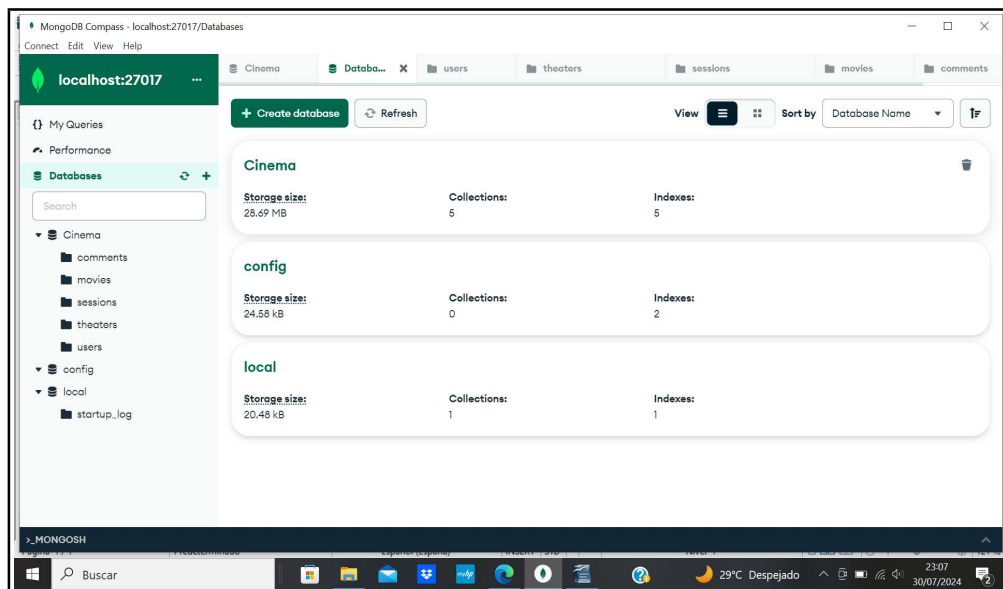 MongoDB Compass - localhost:27017/Databases
Connect Edit View Help
localhost:27017 ...
Cinema Databa... X users theaters sessions movies comments
+ Create database Refresh View Sort by Database Name
{} My Queries
Performance
Databases
Search
Cinema
comments
movies
sessions
theaters
users
config
local
startup_log
Cinema
Storage size: Collections: Indexes:
28.69 MB 5 5
config
Storage size: Collections: Indexes:
24.58 kB 0 2
local
Storage size: Collections: Indexes:
20.48 kB 1 1
>_MONGOSH
Buscar mhp 29°C Despejado 23:07
30/07/2024 2